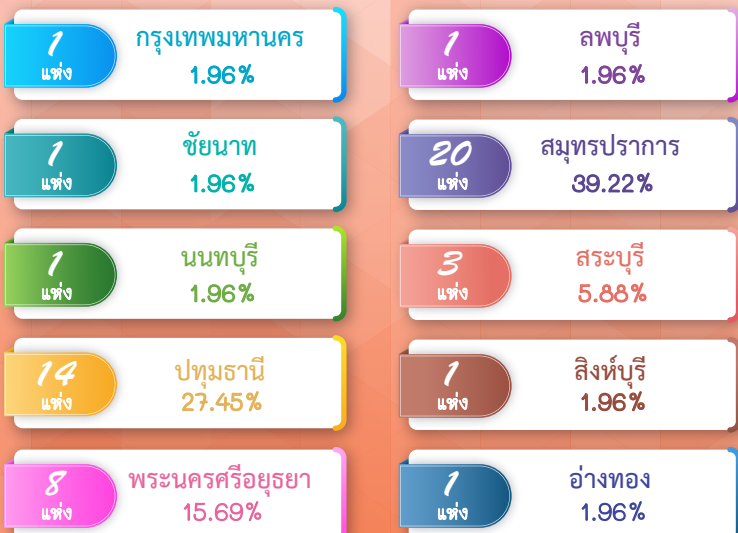 1
แห่ง
กรุงเทพมหานคร
1.96%
1
แห่ง
ชัยนาท
1.96%
1
แห่ง
นนทบุรี
1.96%
14
แห่ง
ปทุมธานี
27.45%
8
แห่ง
พระนครศรีอยุธยา
15.69%
1
แห่ง
ลพบุรี
1.96%
20
แห่ง
สมุทรปราการ
39.22%
3
แห่ง
สระบุรี
5.88%
1
แห่ง
สิงห์บุรี
1.96%
1
แห่ง
อ่างทอง
1.96%